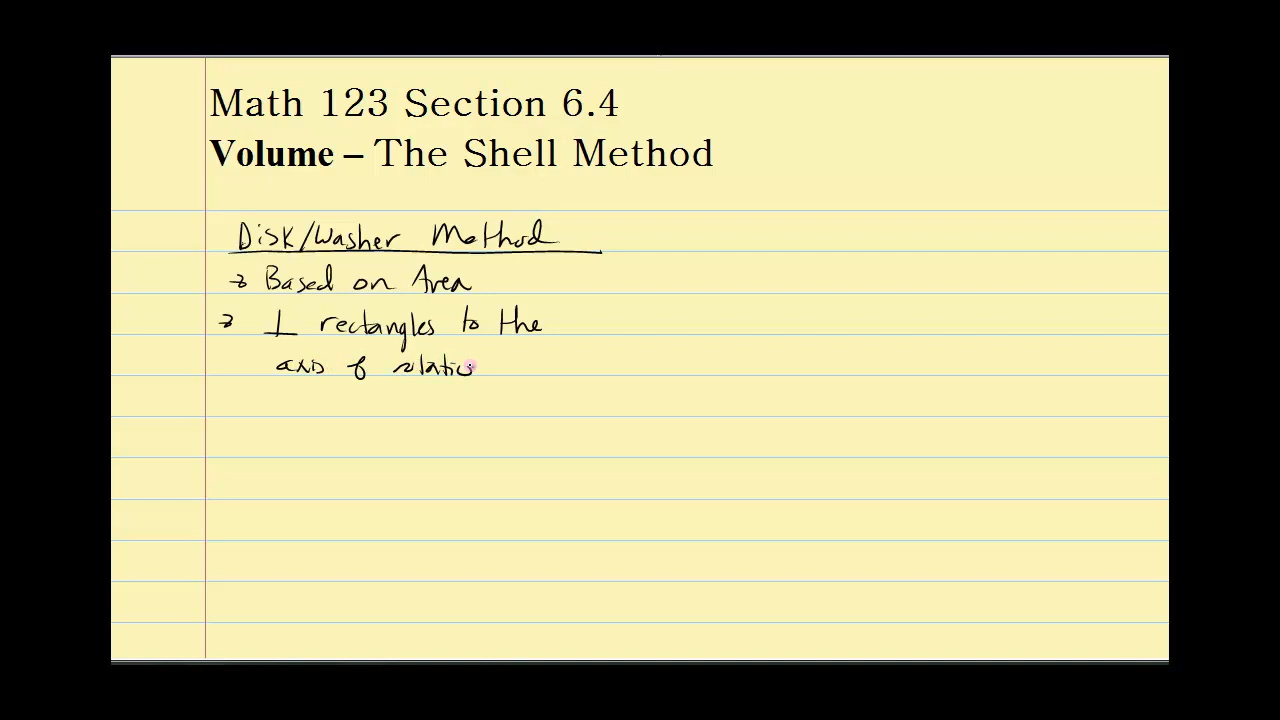 Math 123 Section 6.4
Volume – The Shell Method
Disk/Washer Method
→ Based on Area
→ ⊥ rectangles to the
axis of rotatio